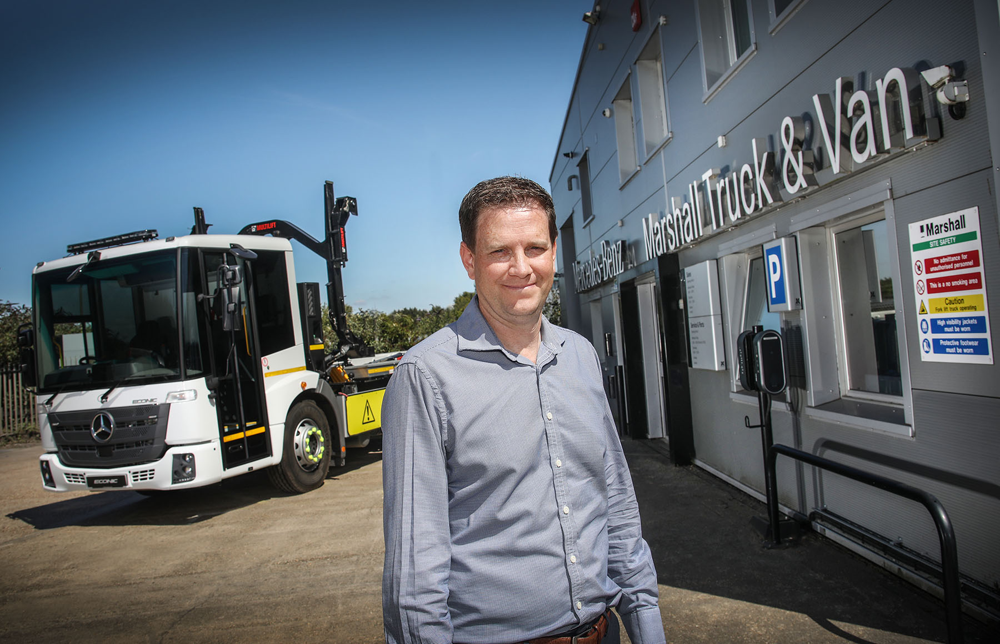 MULTILIFT
MULTILIFT
ECONIC
ECONIC
Mercedes-Benz
Marshall Truck & Van
P
Sales
Service & Parts
Marshall
SITE SAFETY
No admittance for
unauthorised personnel
This is a no smoking area
Caution
Fork lift truck operating
High visibility jackets
must be worn
Protective footwear
must be worn